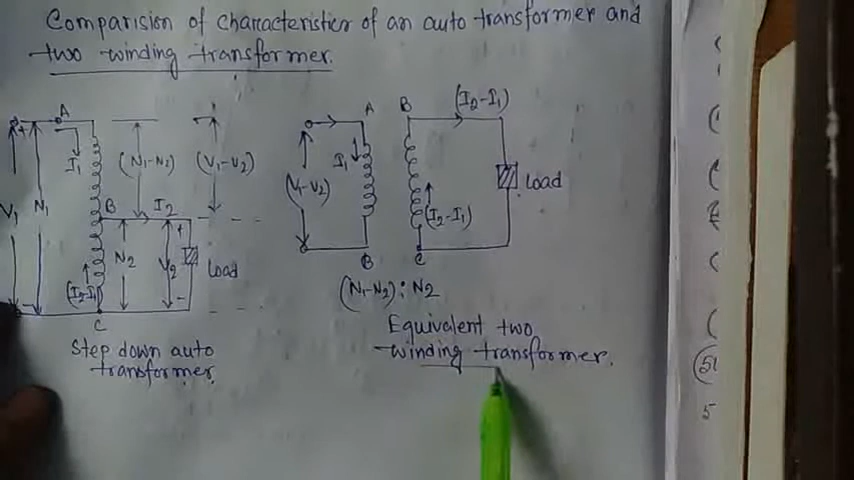 Comparision of characteristics of an auto transformer and
two winding transformer.
A
I1
(N1-N2)
(V1-V2)
V1
N1
B
I2
N2
V2
+
-
Load
(I2-I1)
C
Step down auto
transformer.
A
B
(I2-I1)
I1
(V1-V2)
(I2-I1)
Load
B
C
(N1-N2) : N2
Equivalent two
winding transformer.